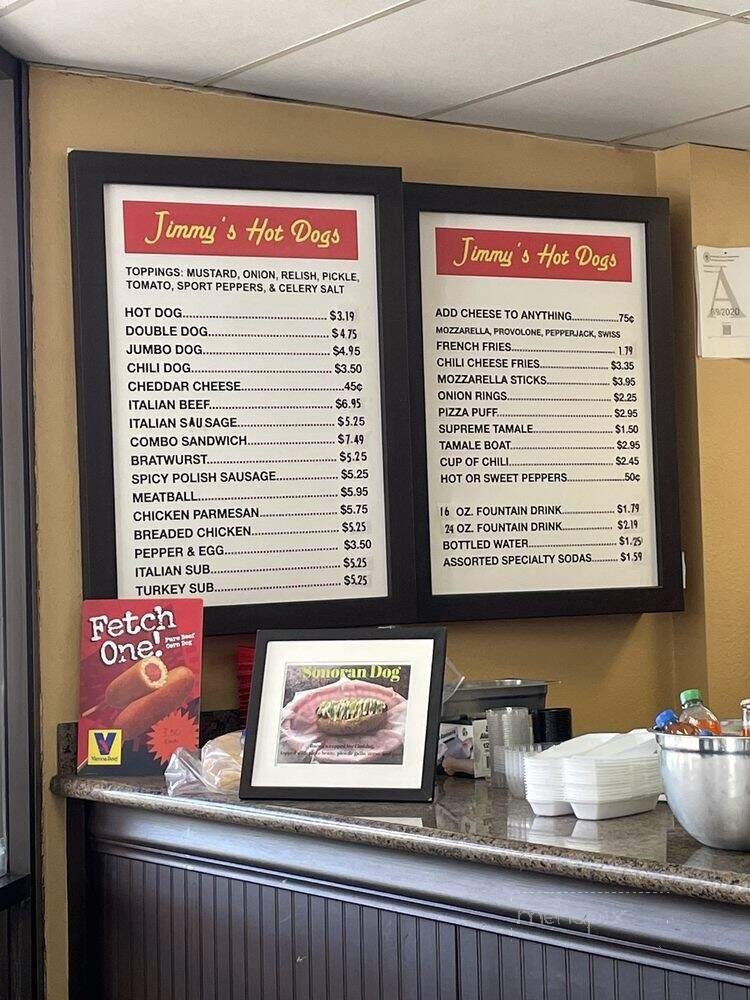 Jimmy's Hot Dogs
TOPPINGS: MUSTARD, ONION, RELISH, PICKLE,
TOMATO, SPORT PEPPERS, & CELERY SALT
HOT DOG $3.19
DOUBLE DOG $4.75
JUMBO DOG $4.95
CHILI DOG $3.50
CHEDDAR CHEESE 45¢
ITALIAN BEEF $6.95
ITALIAN SAUSAGE $5.25
COMBO SANDWICH $7.49
BRATWURST $5.25
SPICY POLISH SAUSAGE $5.25
MEATBALL $5.95
CHICKEN PARMESAN $5.75
BREADED CHICKEN $5.25
PEPPER & EGG $3.50
ITALIAN SUB $5.25
TURKEY SUB $5.25
Jimmy's Hot Dogs
ADD CHEESE TO ANYTHING 75¢
MOZZARELLA, PROVOLONE, PEPPERJACK, SWISS
FRENCH FRIES 1.79
CHILI CHEESE FRIES $3.35
MOZZARELLA STICKS $3.95
ONION RINGS $2.25
PIZZA PUFF $2.95
SUPREME TAMALE $1.50
TAMALE BOAT $2.95
CUP OF CHILI $2.45
HOT OR SWEET PEPPERS 50¢
16 OZ. FOUNTAIN DRINK $1.79
24 OZ. FOUNTAIN DRINK $2.19
BOTTLED WATER $1.25
ASSORTED SPECIALTY SODAS $1.59
A
Fetch
One!
Pure Beef
Corn Dog
V
Vienna Beef
Sonoran Dog